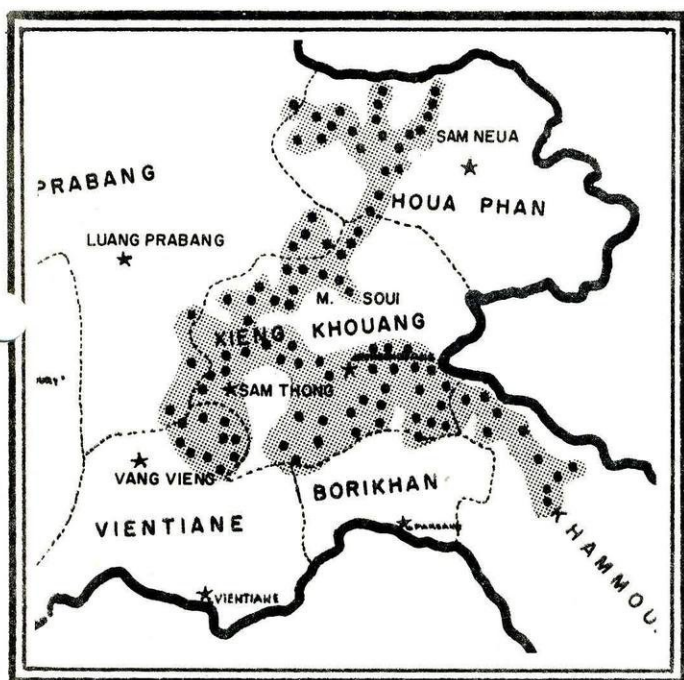 SAM NEUA
PRABANG
HOUA PHAN
LUANG PRABANG
M. SOUI
XIENG KHOUANG
SAM THONG
VANG VIENG
BORIKHAN
VIENTIANE
KHAMMOU.
VIENTIANE